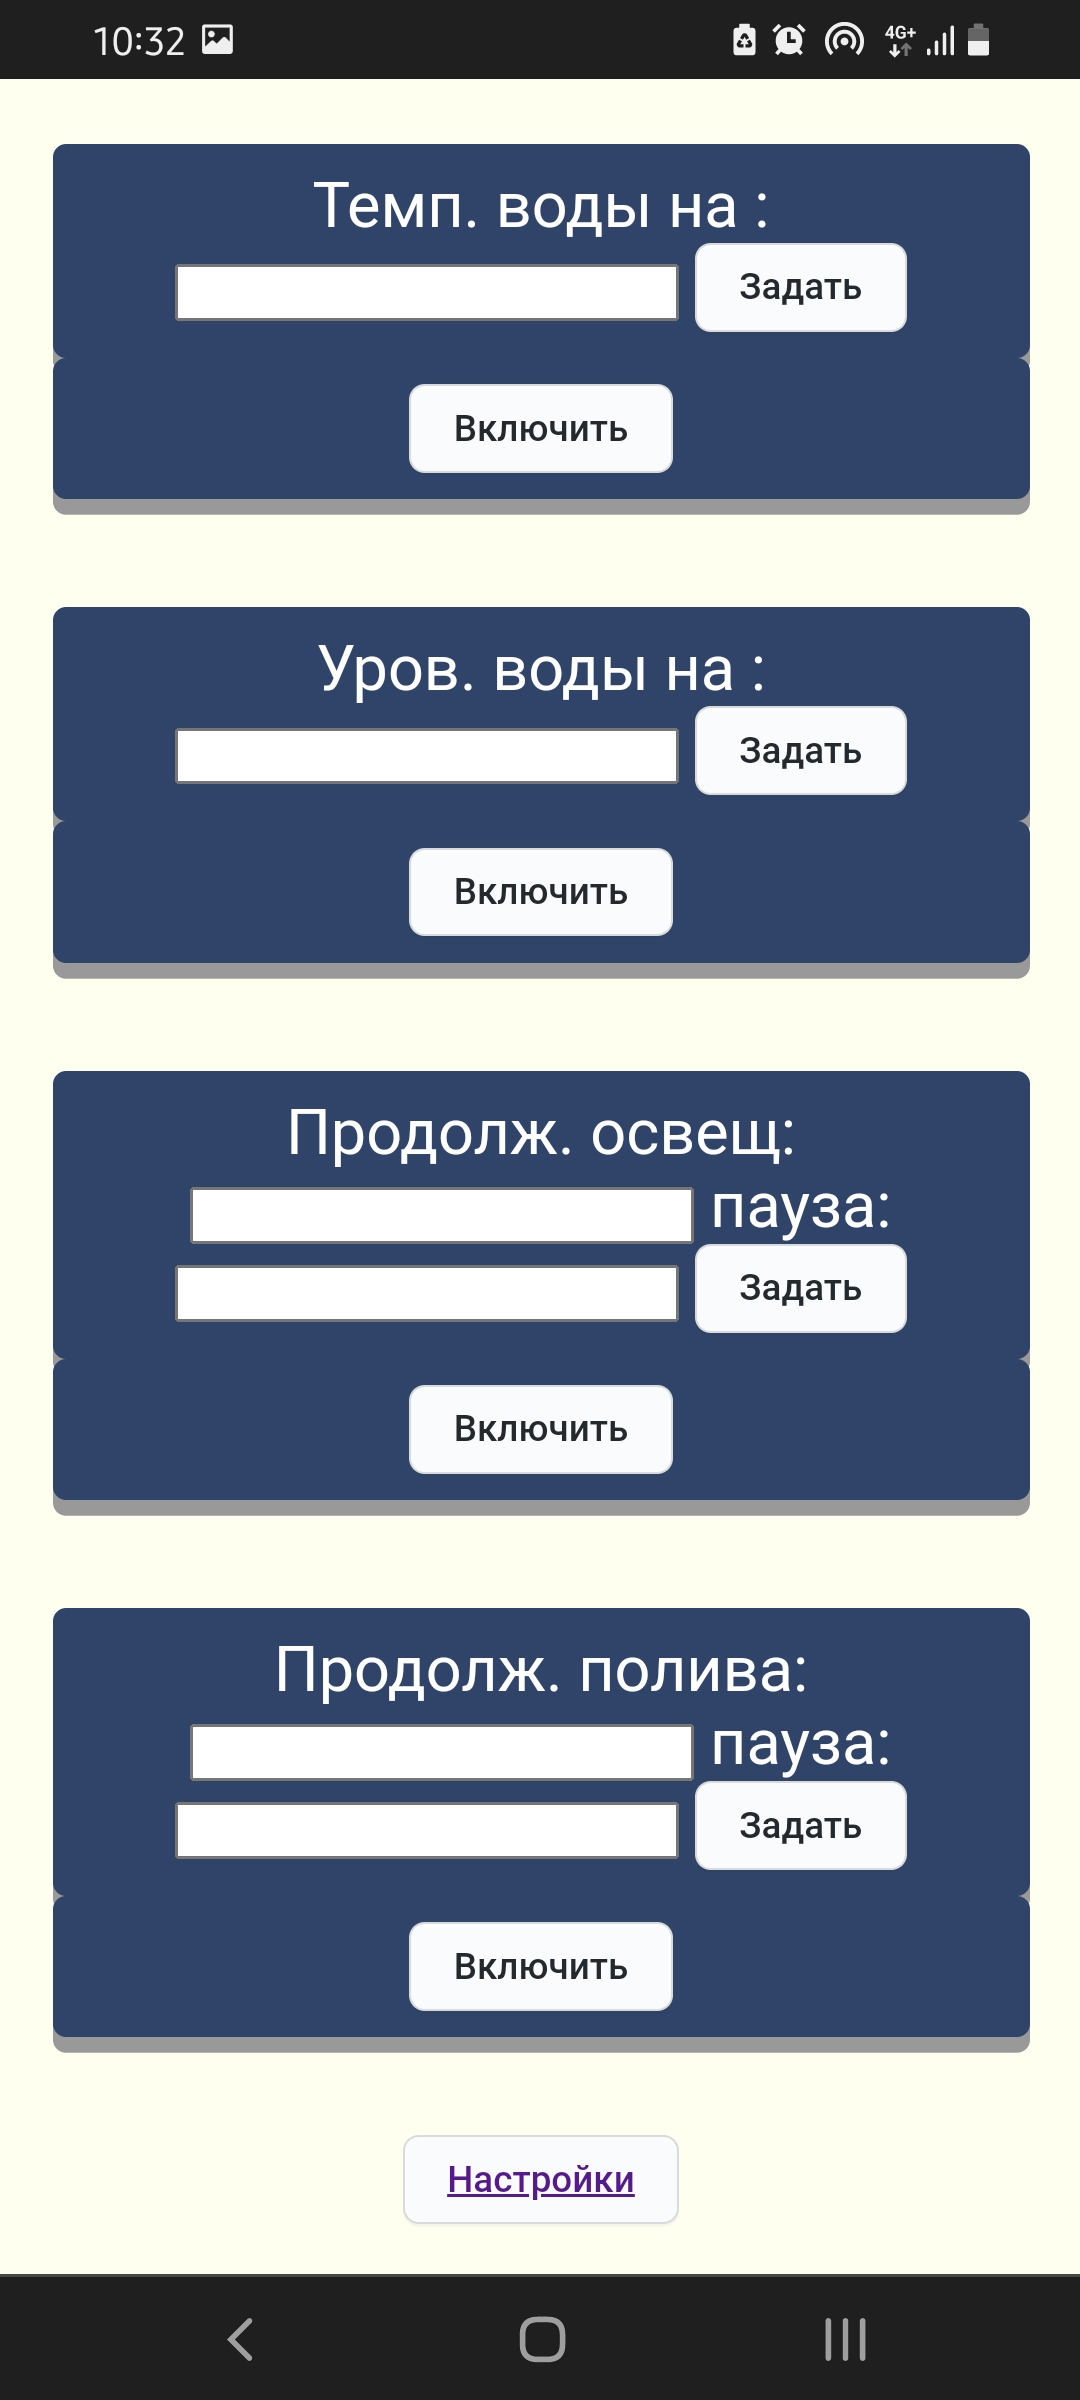 10:32 4G+
Темп. воды на :
Задать
Включить
Уров. воды на :
Задать
Включить
Продолж. освещ:
пауза:
Задать
Включить
Продолж. полива:
пауза:
Задать
Включить
Настройки